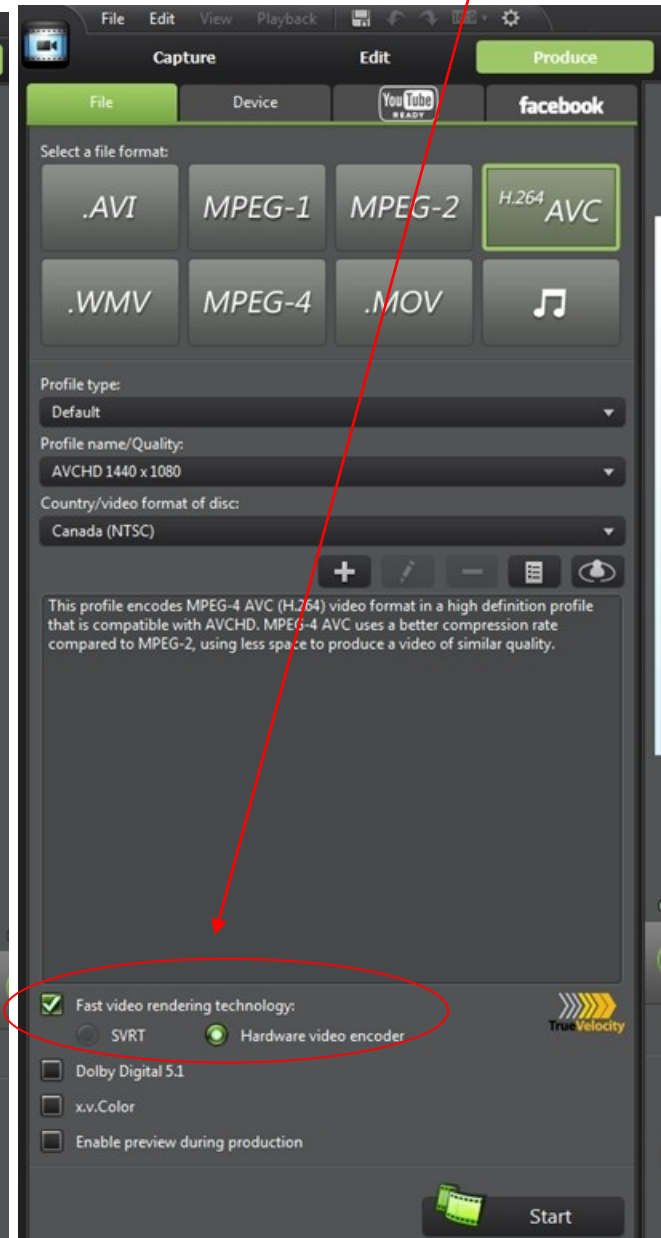 File Edit View Playback
Capture Edit Produce
File Device YouTube READY facebook
Select a file format:
.AVI MPEG-1 MPEG-2 H.264 AVC
.WMV MPEG-4 .MOV
Profile type:
Default
Profile name/Quality:
AVCHD 1440 x 1080
Country/video format of disc:
Canada (NTSC)
This profile encodes MPEG-4 AVC (H.264) video format in a high definition profile
that is compatible with AVCHD. MPEG-4 AVC uses a better compression rate
compared to MPEG-2, using less space to produce a video of similar quality.
Fast video rendering technology:
SVRT Hardware video encoder
TrueVelocity
Dolby Digital 5.1
x.v.Color
Enable preview during production
Start